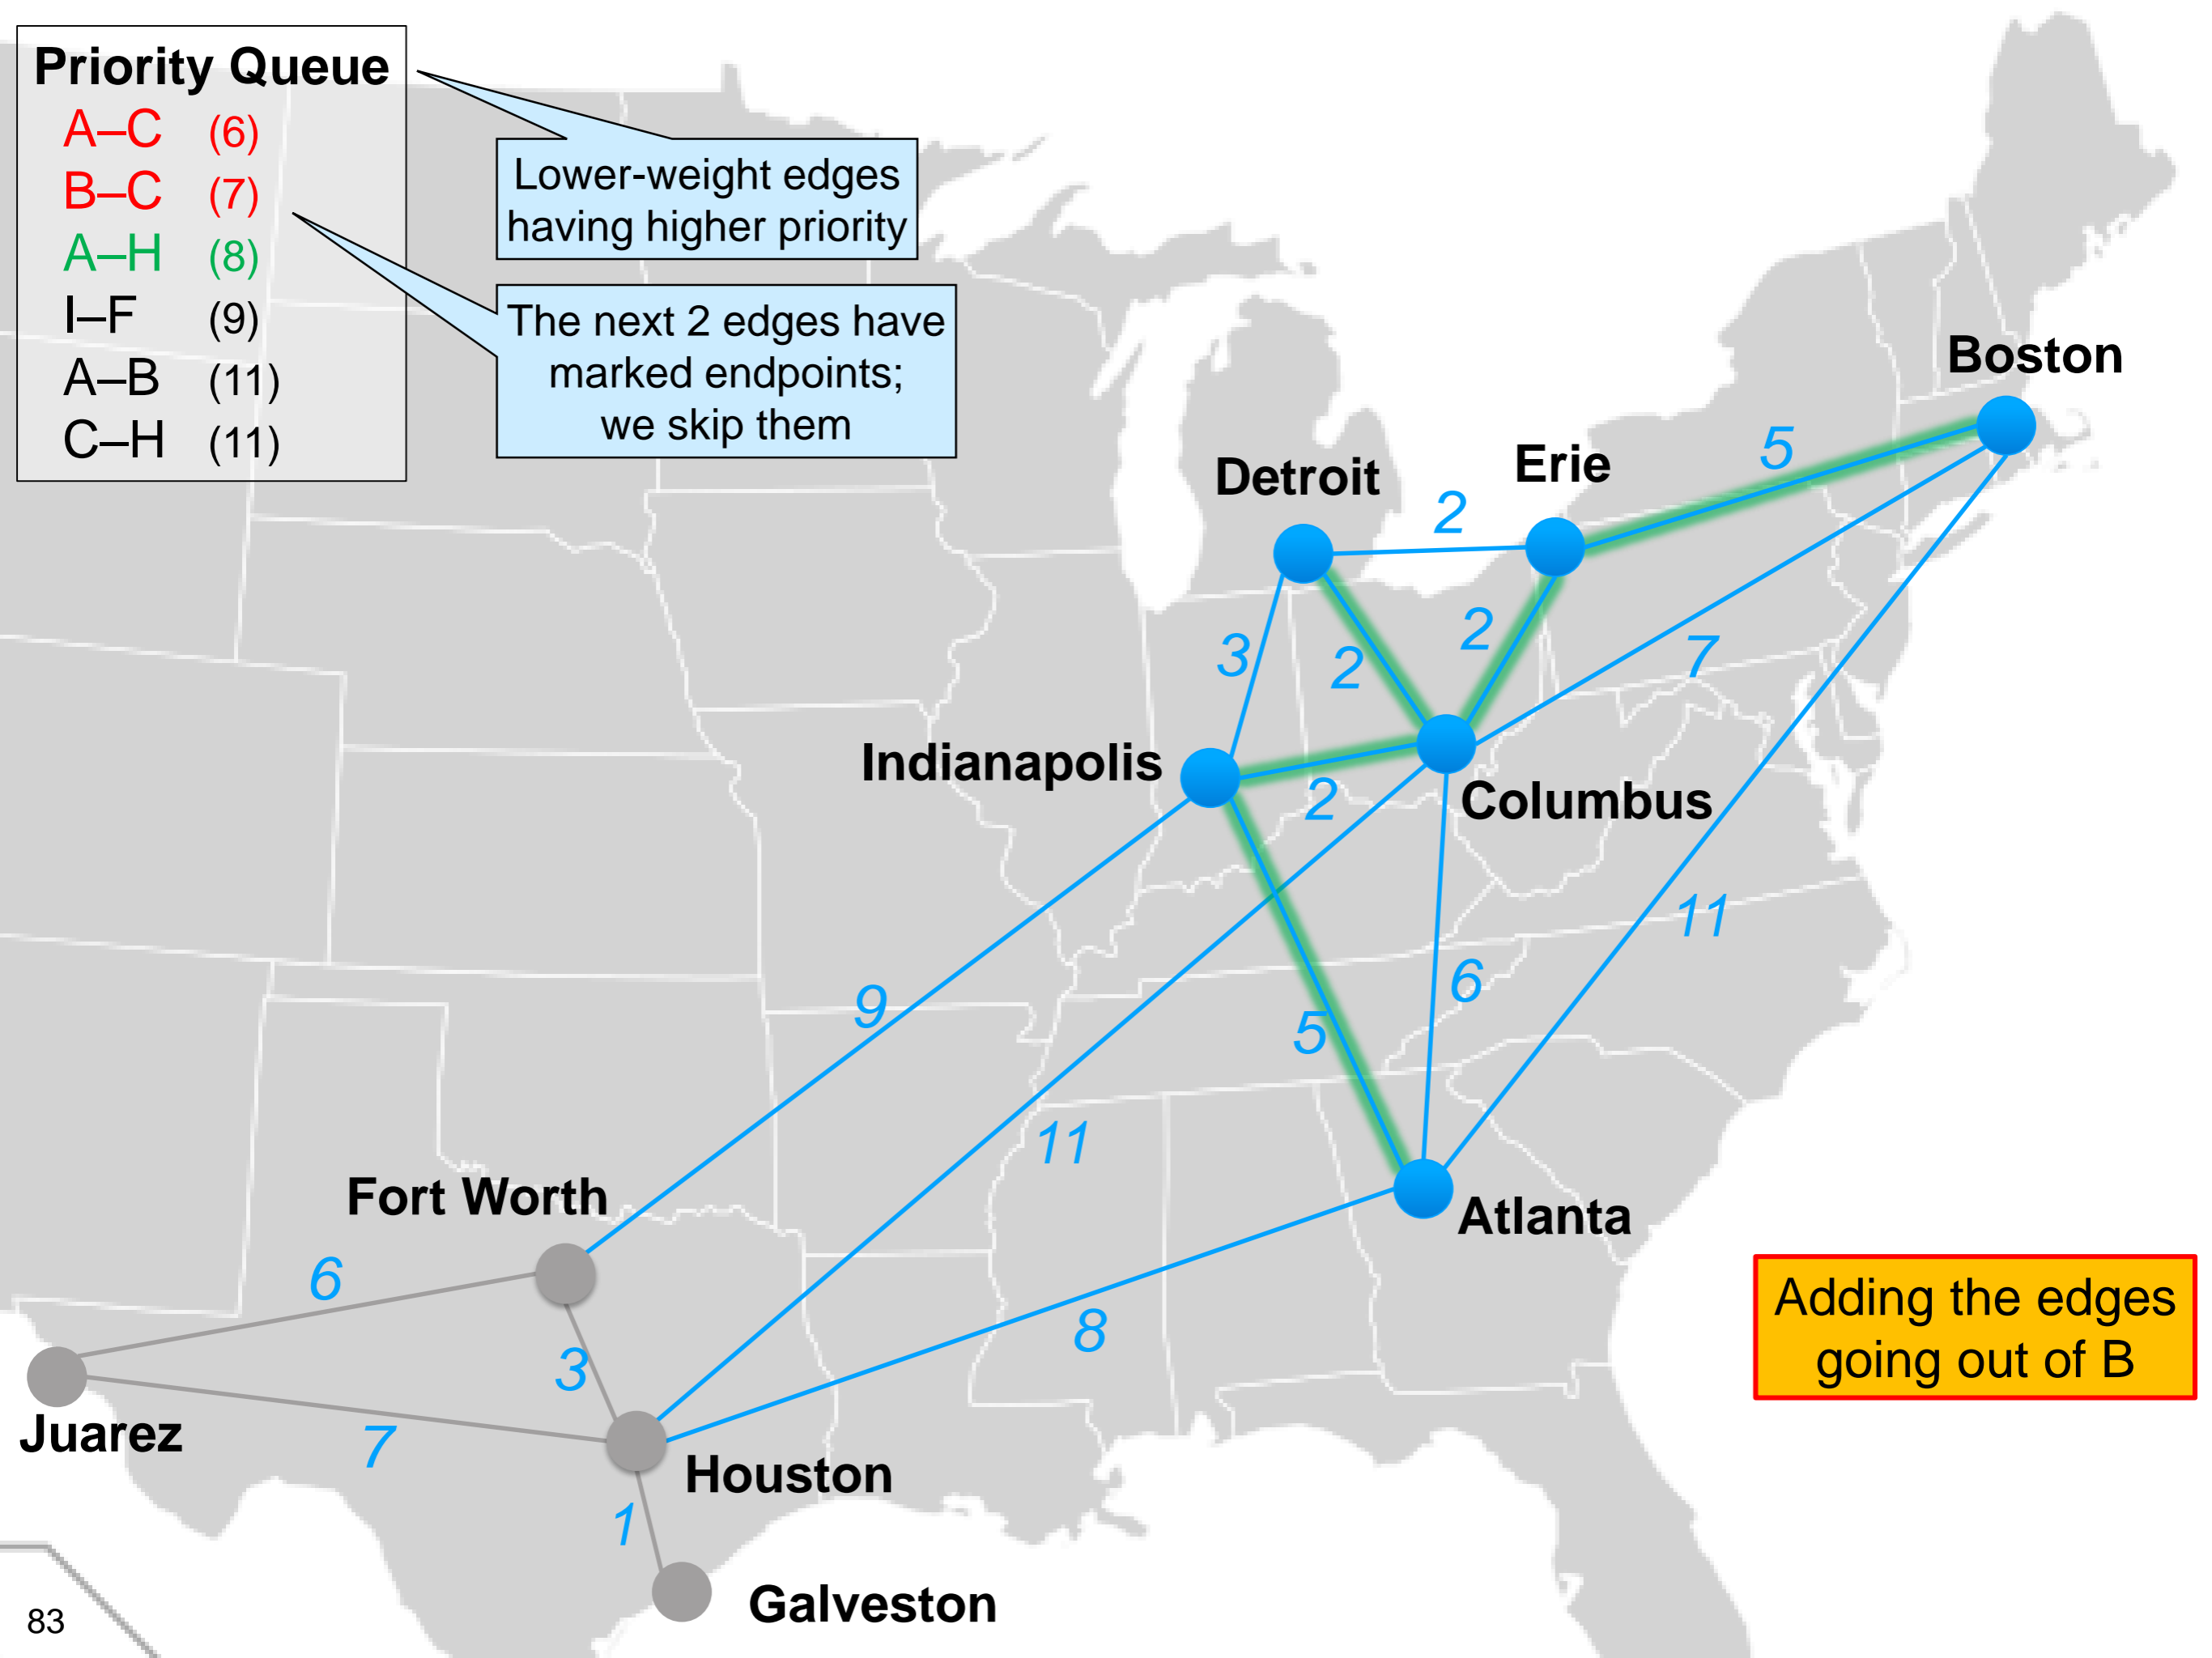 Priority Queue
A–C (6)
B–C (7)
A–H (8)
I–F (9)
A–B (11)
C–H (11)
Lower-weight edges
having higher priority
The next 2 edges have
marked endpoints;
we skip them
Boston
Erie
Detroit
5
2
3
2
2
7
Indianapolis
2
Columbus
11
9
6
5
11
Fort Worth
Atlanta
6
8
3
Adding the edges
going out of B
Juarez
7
Houston
1
Galveston
83